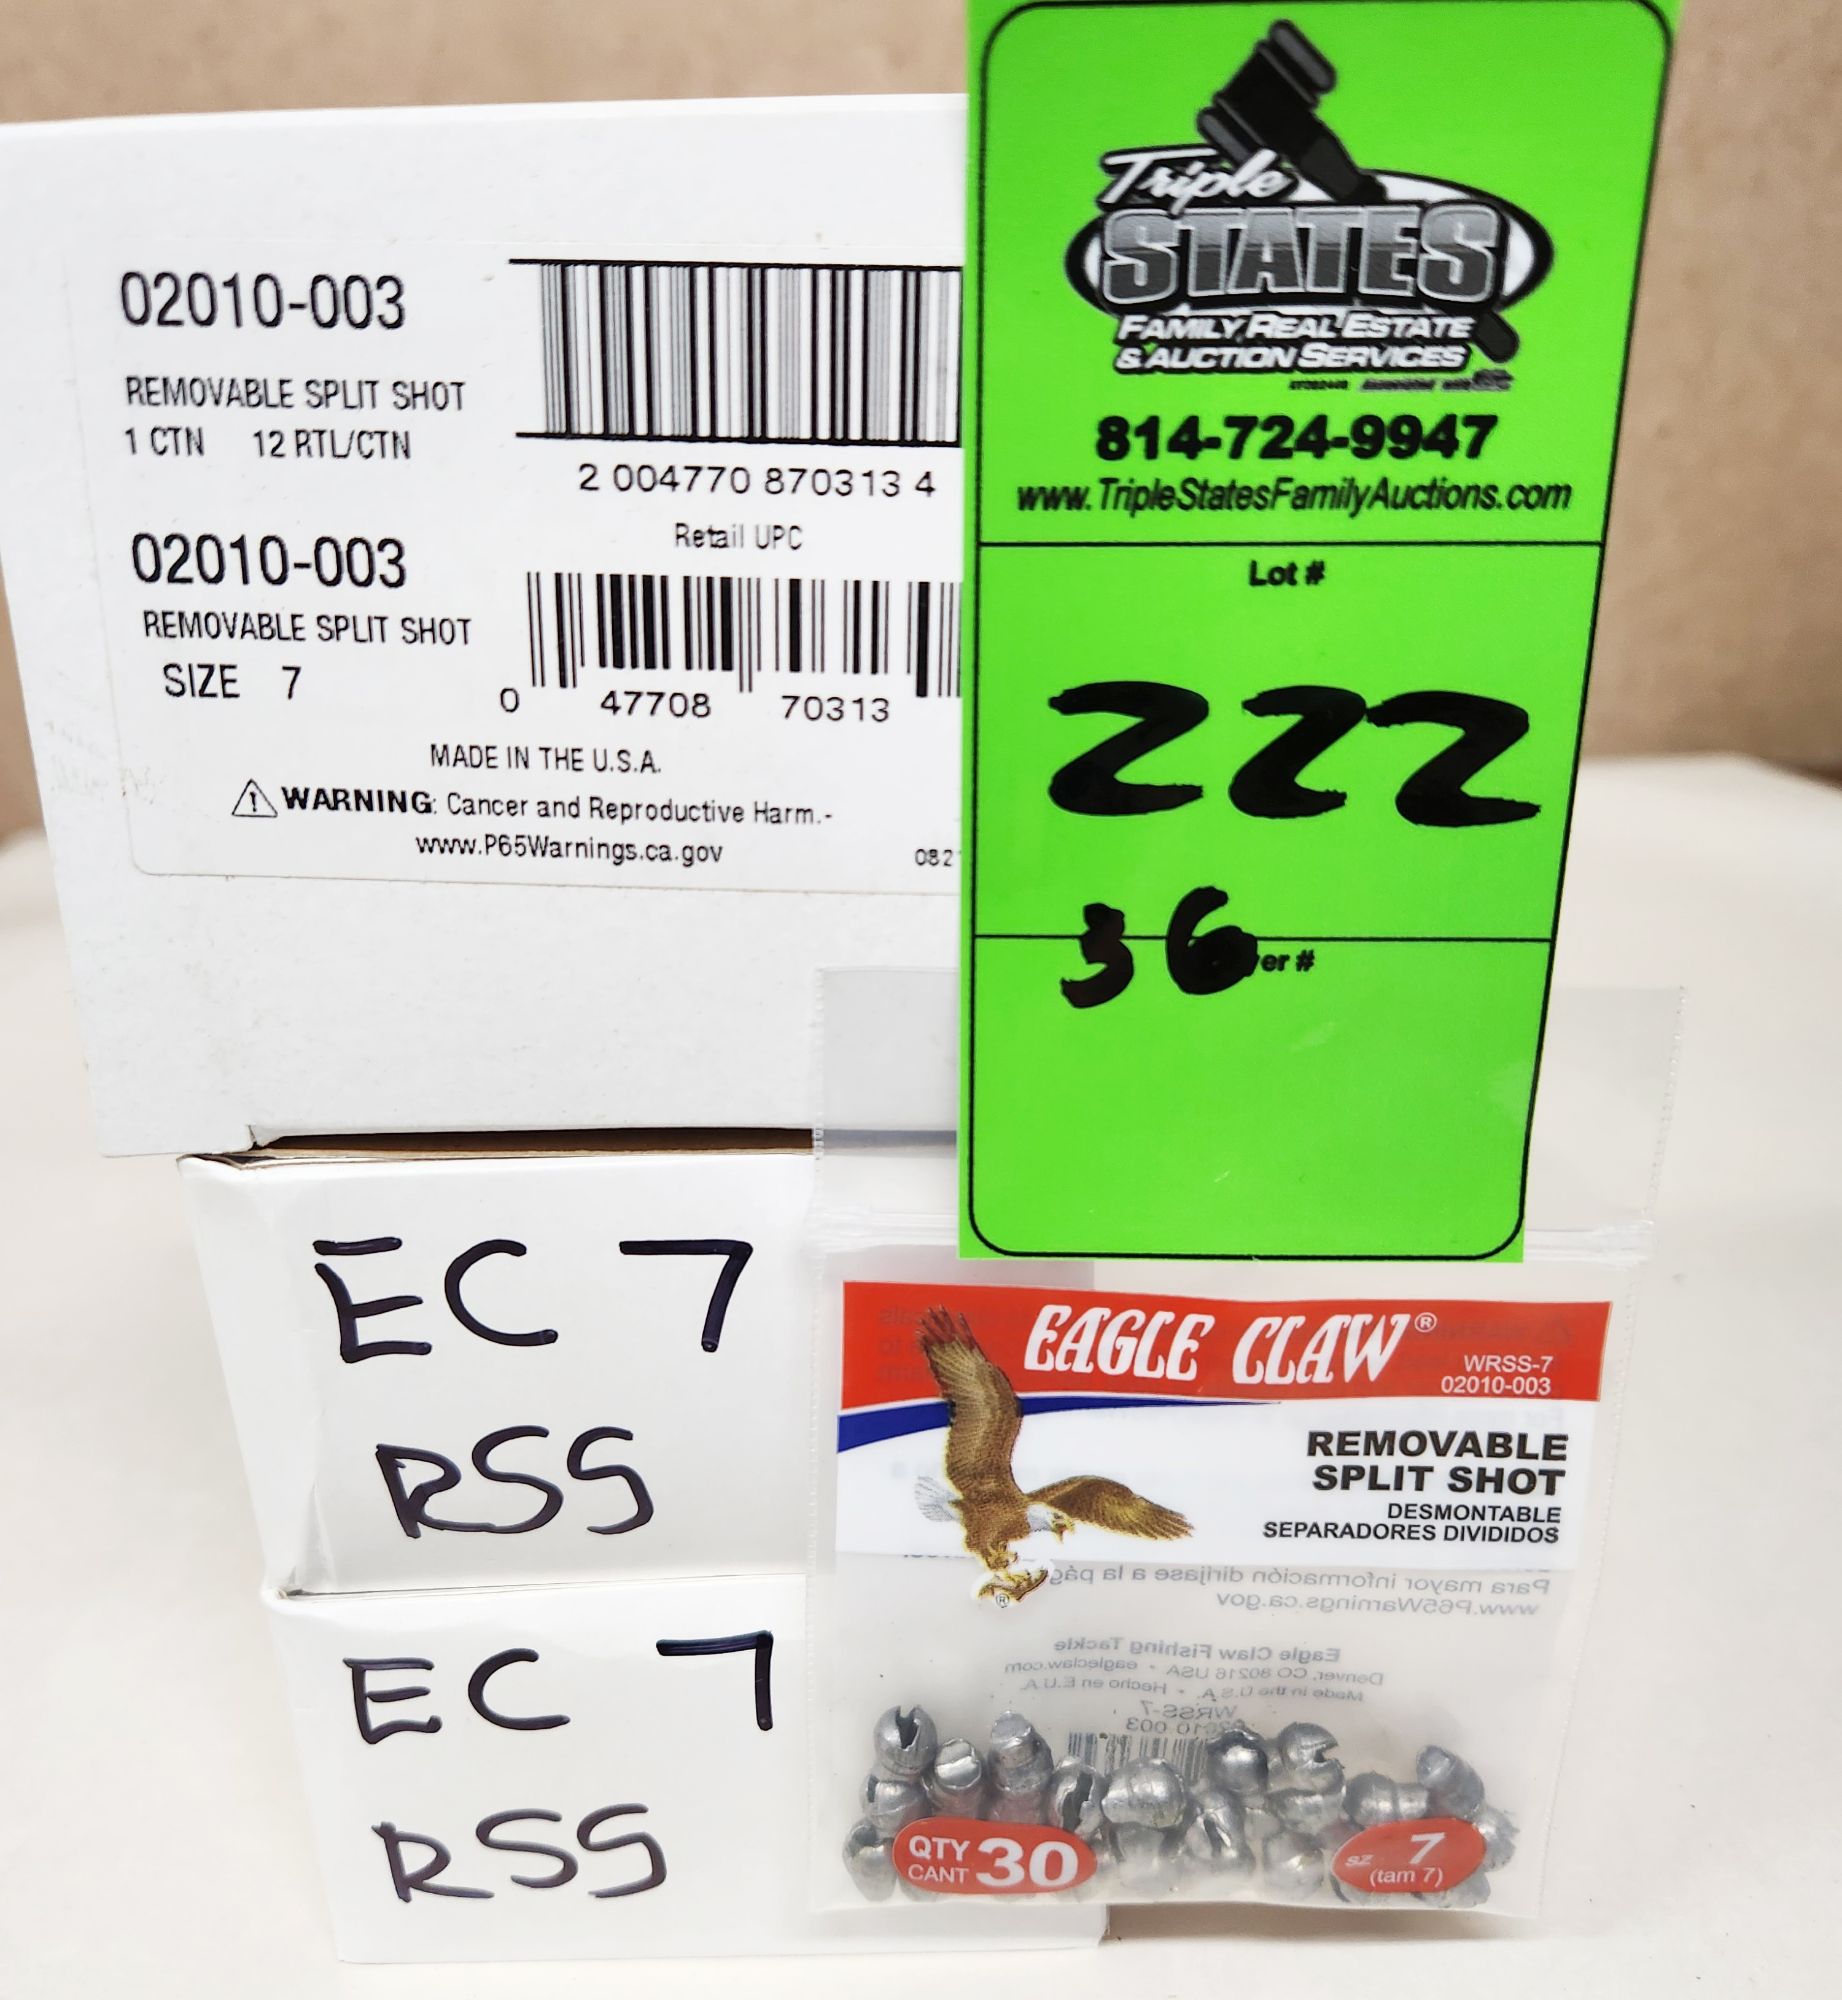 02010-003
REMOVABLE SPLIT SHOT
1 CTN 12 RTL/CTN
2 004770 870313 4
Retail UPC
02010-003
REMOVABLE SPLIT SHOT
SIZE 7
0 47708 70313
MADE IN THE U.S.A.
WARNING: Cancer and Reproductive Harm.-
www.P65Warnings.ca.gov
082
Triple
STATES
FAMILY REAL ESTATE
& AUCTION SERVICES
814-724-9947
www.TripleStatesFamilyAuctions.com
Lot #
222
36
er #
EC 7
RSS
EC 7
RSS
EAGLE CLAW®
WRSS-7
02010-003
REMOVABLE
SPLIT SHOT
DESMONTABLE
SEPARADORES DIVIDIDOS
®
Para mayor información diríjase a la pág
www.P65Warnings.ca.gov
Eagle Claw Fishing Tackle
Denver, CO 80216 USA • eagleclaw.com
Made in the U.S.A. • Hecho en E.U.A.
WRSS-7
02010 003
QTY
CANT 30
SZ 7
(tam 7)